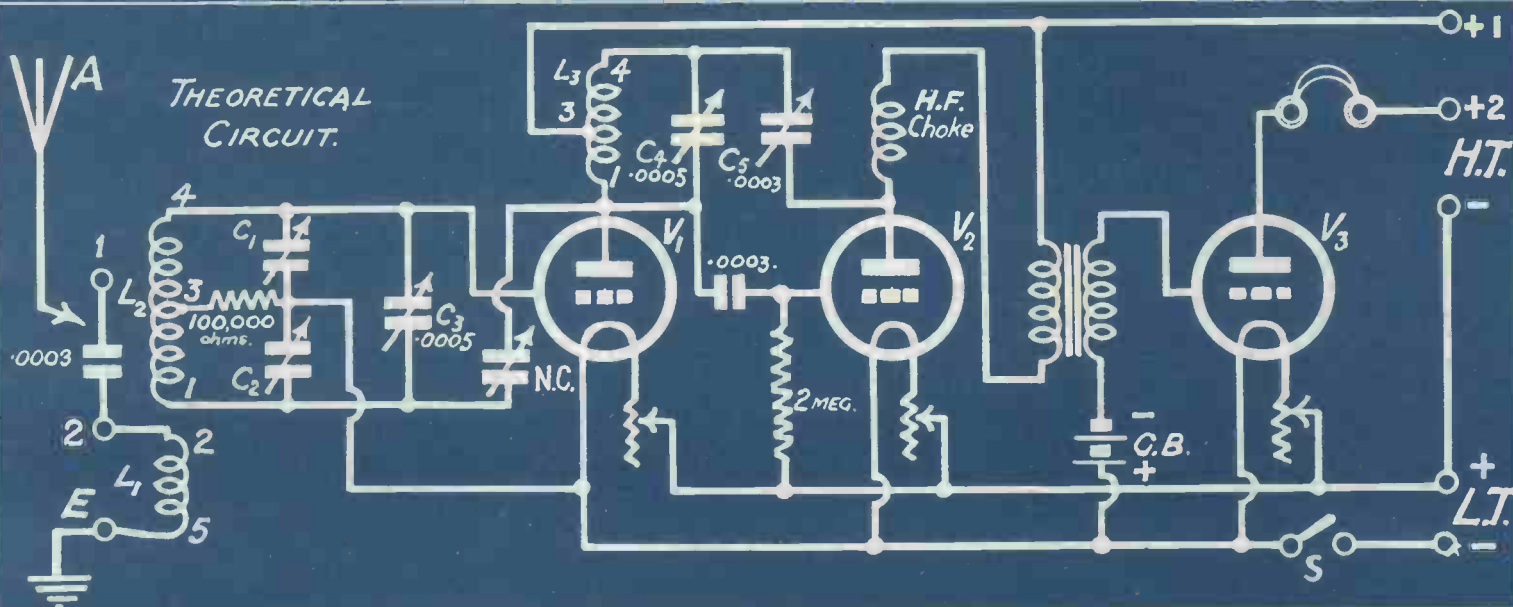 A
THEORETICAL
CIRCUIT.
4
1
L2
3
100,000
ohms.
.0003
C1
C2
1
2
2
L1
E
5
C3
.0005
N.C.
L3
4
3
1
C4
.0005
C5
.0003
V1
.0003.
2 MEG.
H.F.
Choke
V2
-
G.B.
+
V3
+1
+2
H.T.
-
+
L.T.
-
S